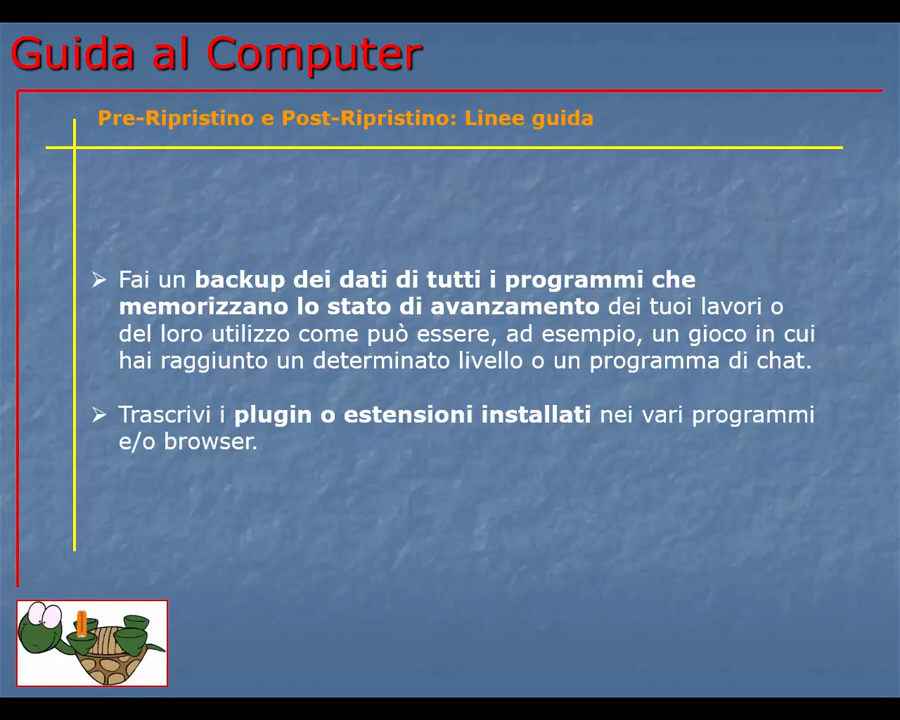 Guida al Computer
Pre-Ripristino e Post-Ripristino: Linee guida
➢ Fai un backup dei dati di tutti i programmi che
memorizzano lo stato di avanzamento dei tuoi lavori o
del loro utilizzo come può essere, ad esempio, un gioco in cui
hai raggiunto un determinato livello o un programma di chat.
➢ Trascrivi i plugin o estensioni installati nei vari programmi
e/o browser.